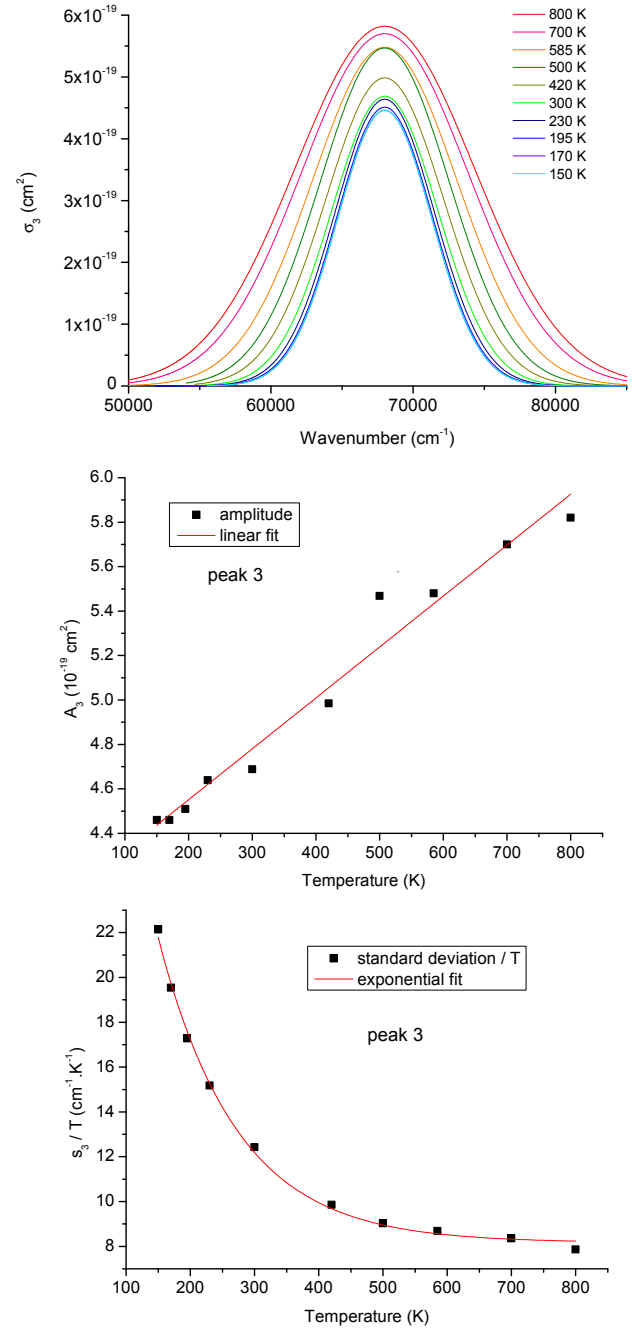 6x10⁻¹⁹
5x10⁻¹⁹
4x10⁻¹⁹
3x10⁻¹⁹
2x10⁻¹⁹
1x10⁻¹⁹
0
σ₃ (cm²)
50000 60000 70000 80000
Wavenumber (cm⁻¹)
800 K
700 K
585 K
500 K
420 K
300 K
230 K
195 K
170 K
150 K
6.0
5.8
5.6
5.4
5.2
5.0
4.8
4.6
4.4
A₃ (10⁻¹⁹ cm²)
amplitude
linear fit
peak 3
100 200 300 400 500 600 700 800
Temperature (K)
22
20
18
16
14
12
10
8
s₃ / T (cm⁻¹.K⁻¹)
standard deviation / T
exponential fit
peak 3
100 200 300 400 500 600 700 800
Temperature (K)